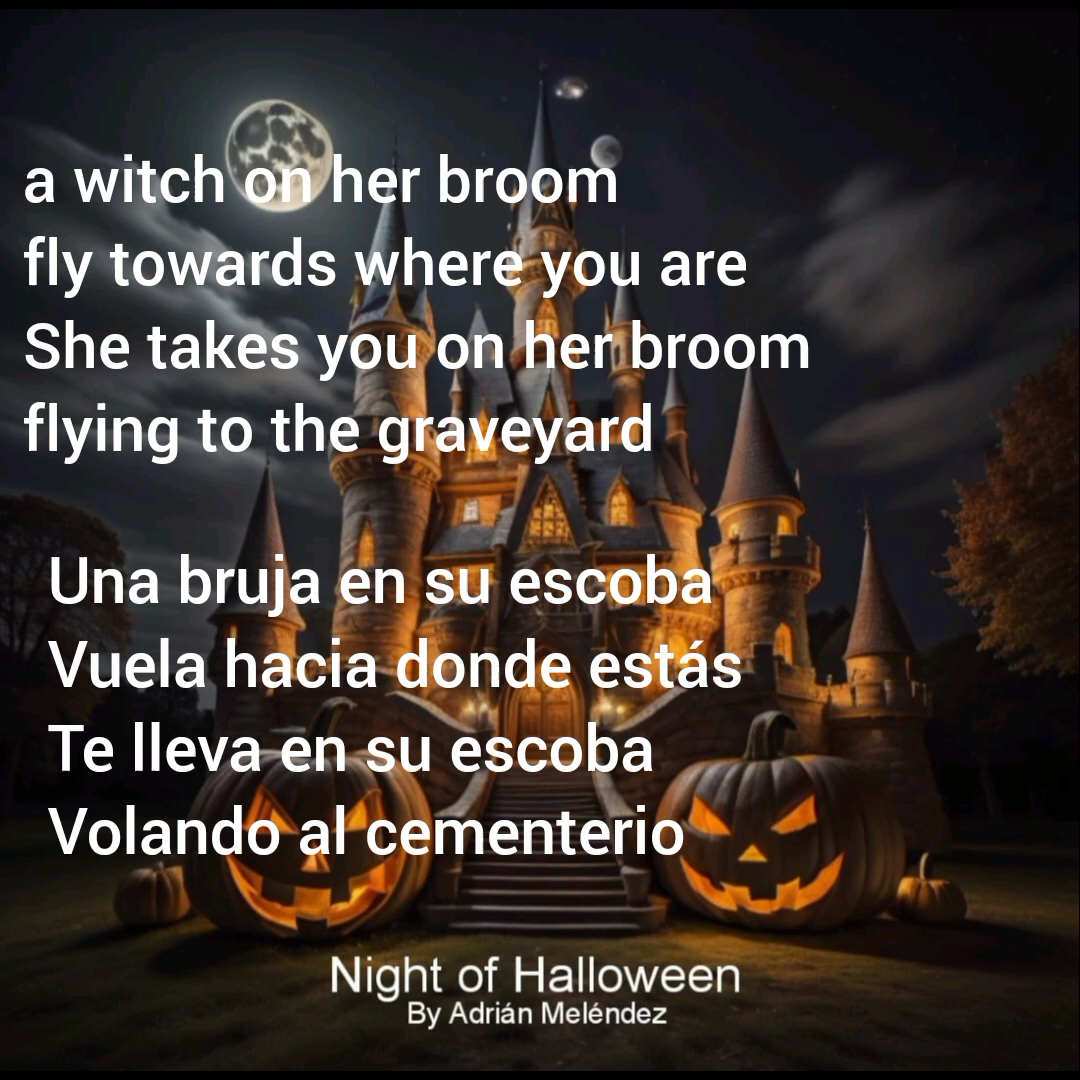 a witch on her broom
fly towards where you are
She takes you on her broom
flying to the graveyard
Una bruja en su escoba
Vuela hacia donde estás
Te lleva en su escoba
Volando al cementerio
Night of Halloween
By Adrián Meléndez